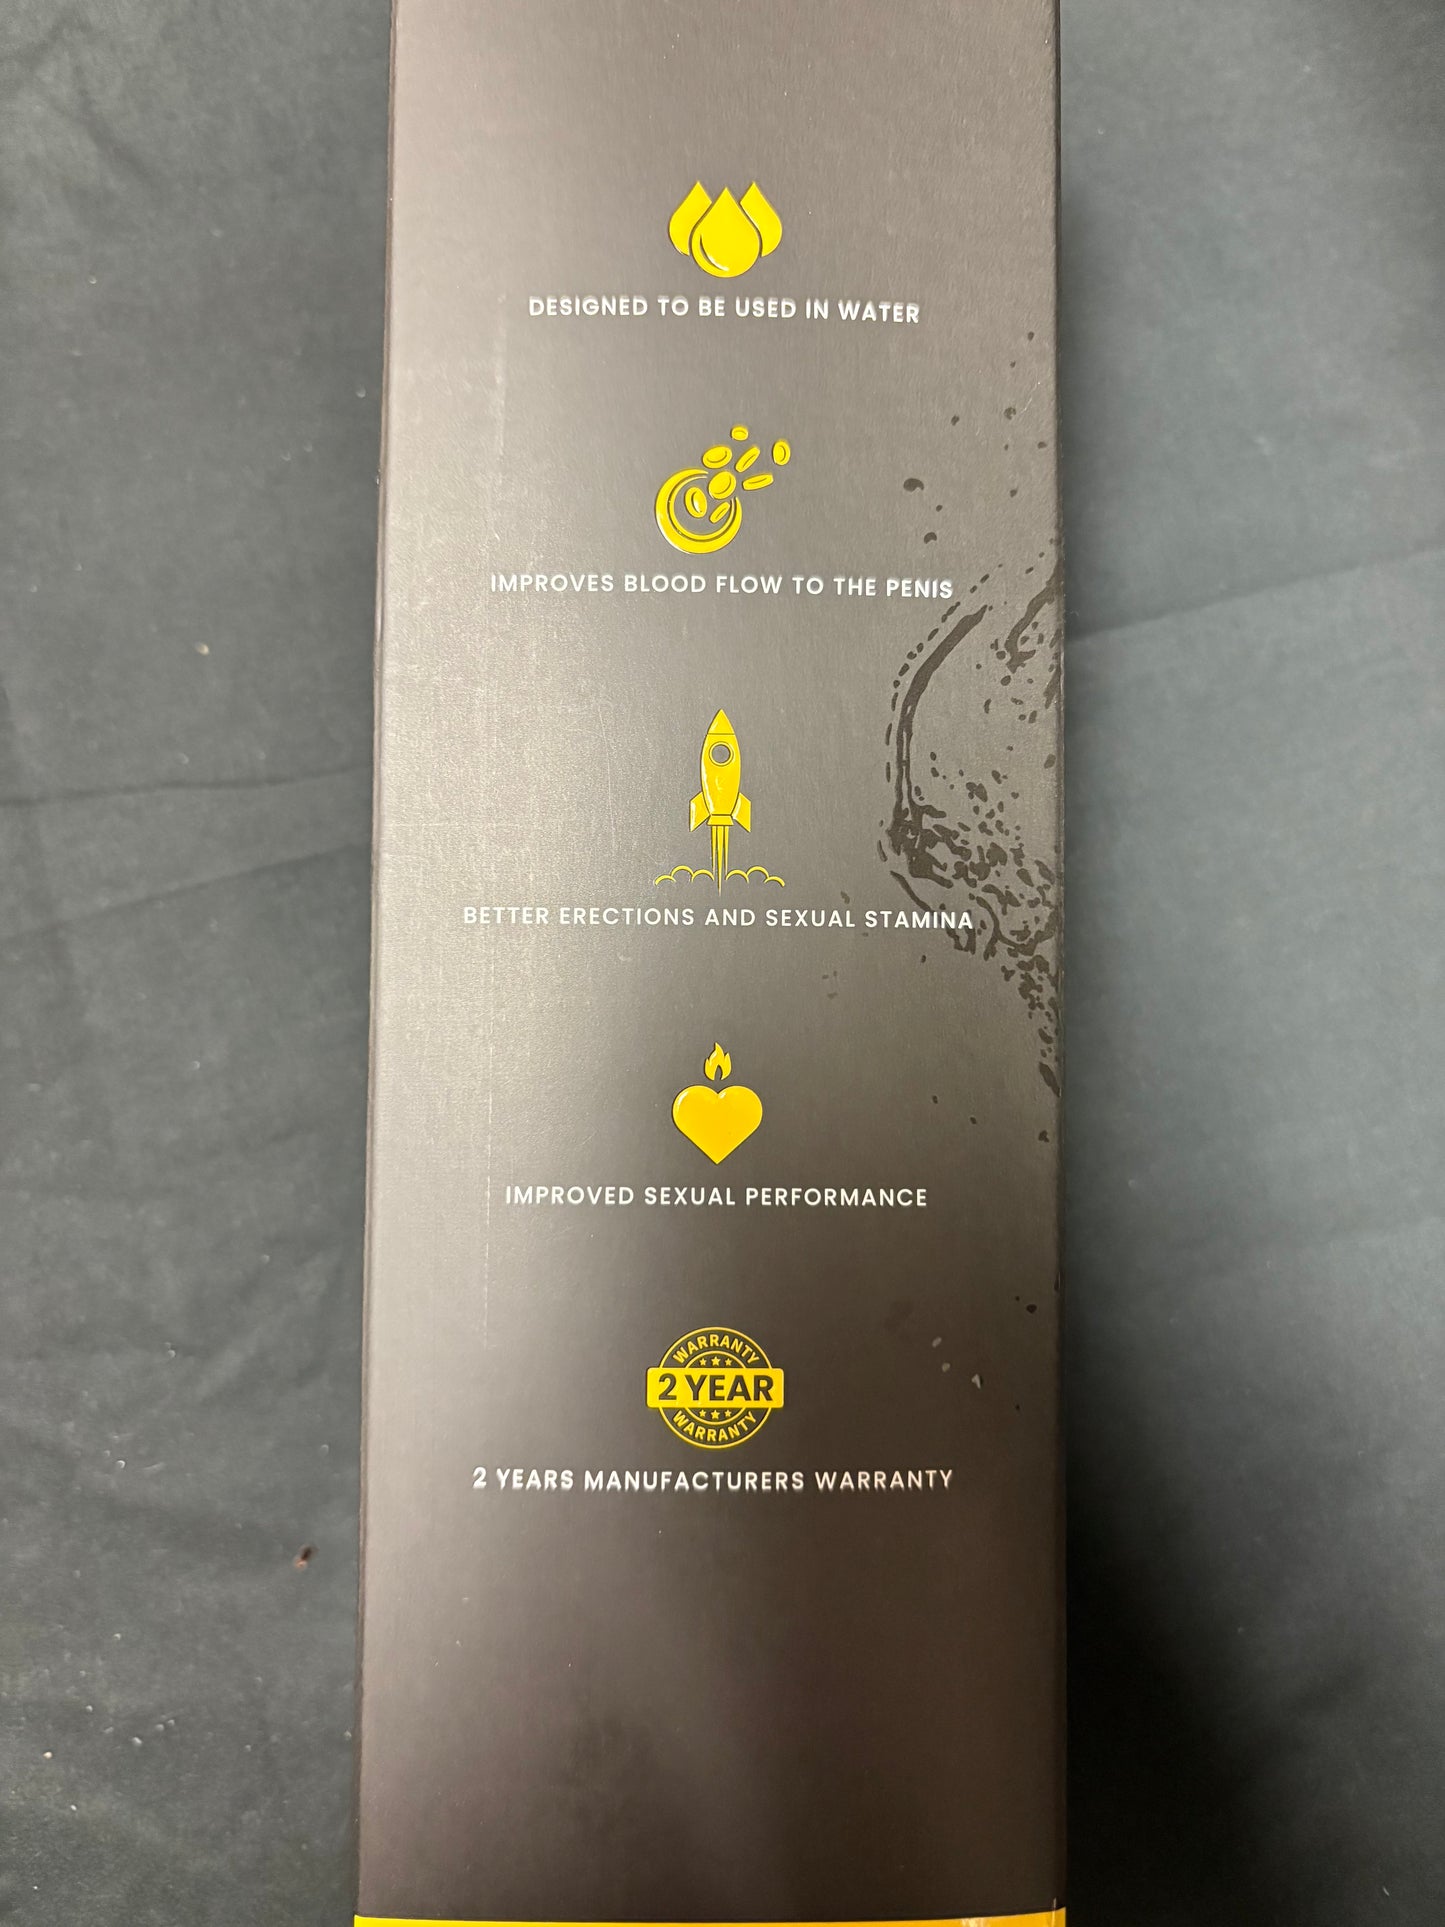 DESIGNED TO BE USED IN WATER
IMPROVES BLOOD FLOW TO THE PENIS
BETTER ERECTIONS AND SEXUAL STAMINA
IMPROVED SEXUAL PERFORMANCE
WARRANTY
2 YEAR
WARRANTY
2 YEARS MANUFACTURERS WARRANTY